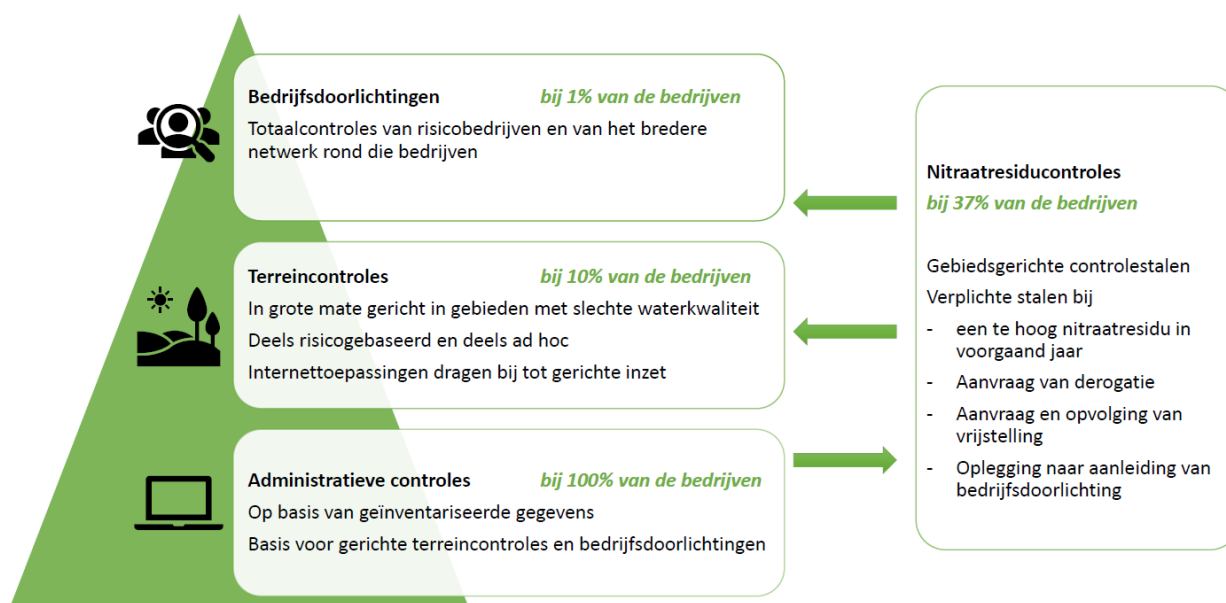 Bedrijfsdoorlichtingen bij 1% van de bedrijven
Totaalcontroles van risicobedrijven en van het bredere
netwerk rond die bedrijven
Terreincontroles bij 10% van de bedrijven
In grote mate gericht in gebieden met slechte waterkwaliteit
Deels risicogebaseerd en deels ad hoc
Internettoepassingen dragen bij tot gerichte inzet
Administratieve controles bij 100% van de bedrijven
Op basis van geïnventariseerde gegevens
Basis voor gerichte terreincontroles en bedrijfsdoorlichtingen
Nitraatresiducontroles
bij 37% van de bedrijven
Gebiedsgerichte controlestalen
Verplichte stalen bij
- een te hoog nitraatresidu in
voorgaand jaar
- Aanvraag van derogatie
- Aanvraag en opvolging van
vrijstelling
- Oplegging naar aanleiding van
bedrijfsdoorlichting